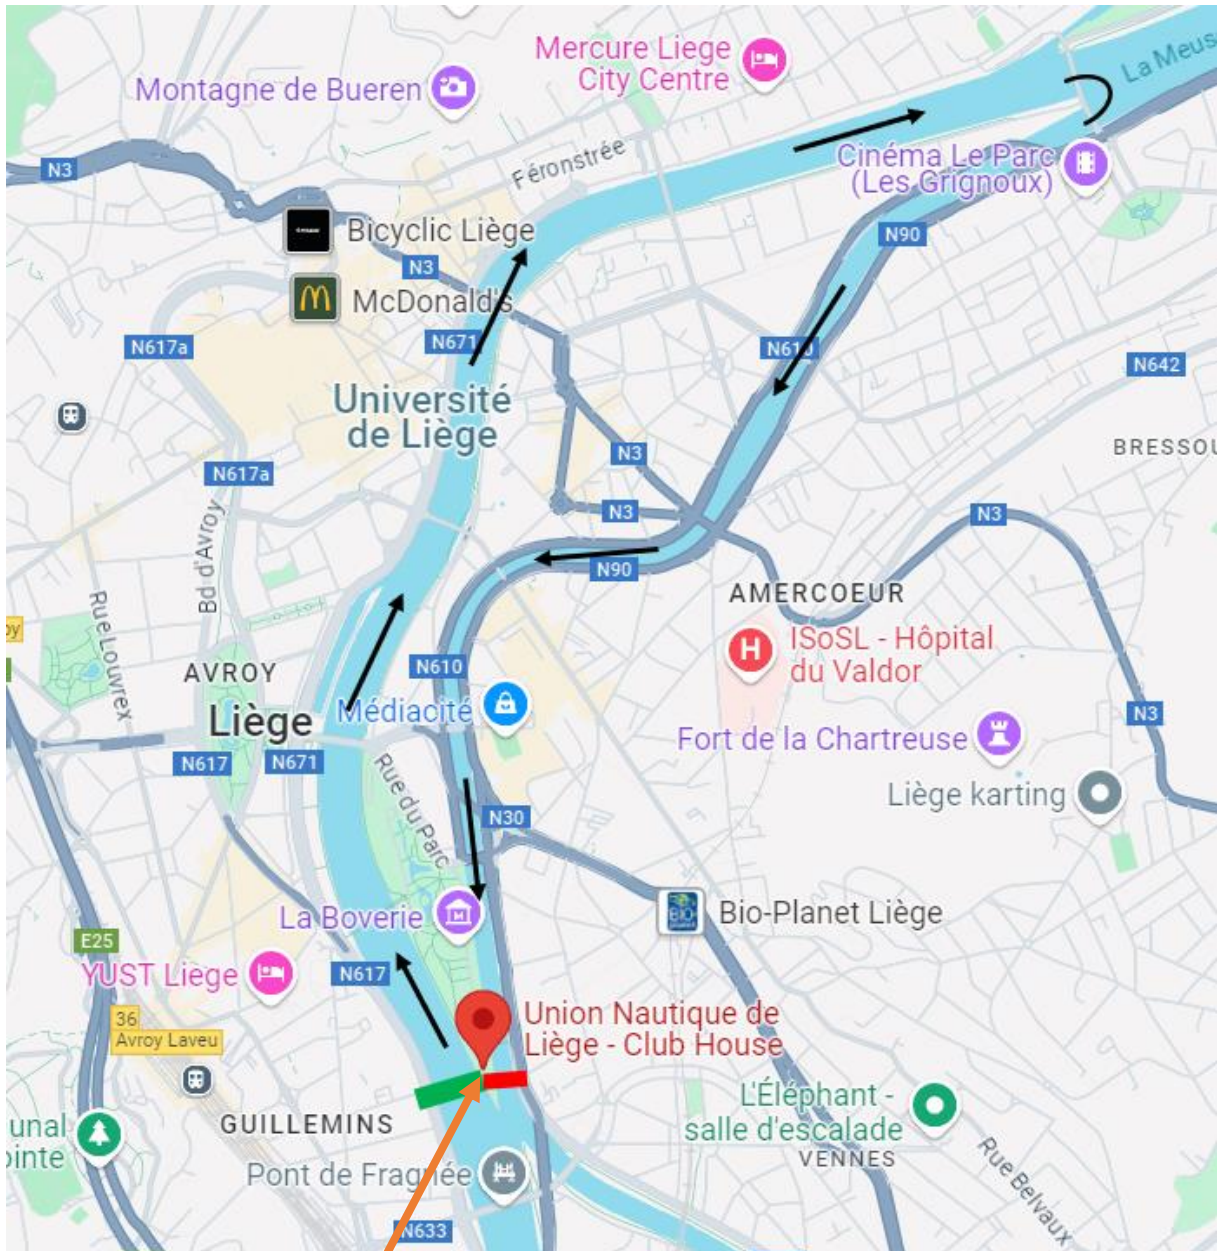 Mercure Liege
City Centre
La Meus
Montagne de Bueren
N3
Féronstrée
Cinéma Le Parc
(Les Grignoux)
Bicyclic Liège
N90
N3
McDonald's
N671
N617a
N610
N642
Université
de Liège
BRESSOU
N617a
N3
N3
N3
Bd d'Avroy
N90
Rue Louvrex
AMERCOEUR
oy
ISoSL - Hôpital
du Valdor
N610
AVROY
Liège
Médiacité
N3
Fort de la Chartreuse
N617
N671
Rue du Parc
Liège karting
N30
La Boverie
Bio-Planet Liège
E25
YUST Liege
N617
36
Avroy Laveu
Union Nautique de
Liège - Club House
L'Éléphant -
salle d'escalade
GUILLEMINS
unal
ointe
VENNES
Pont de Fragnée
Rue Belvaux
N633